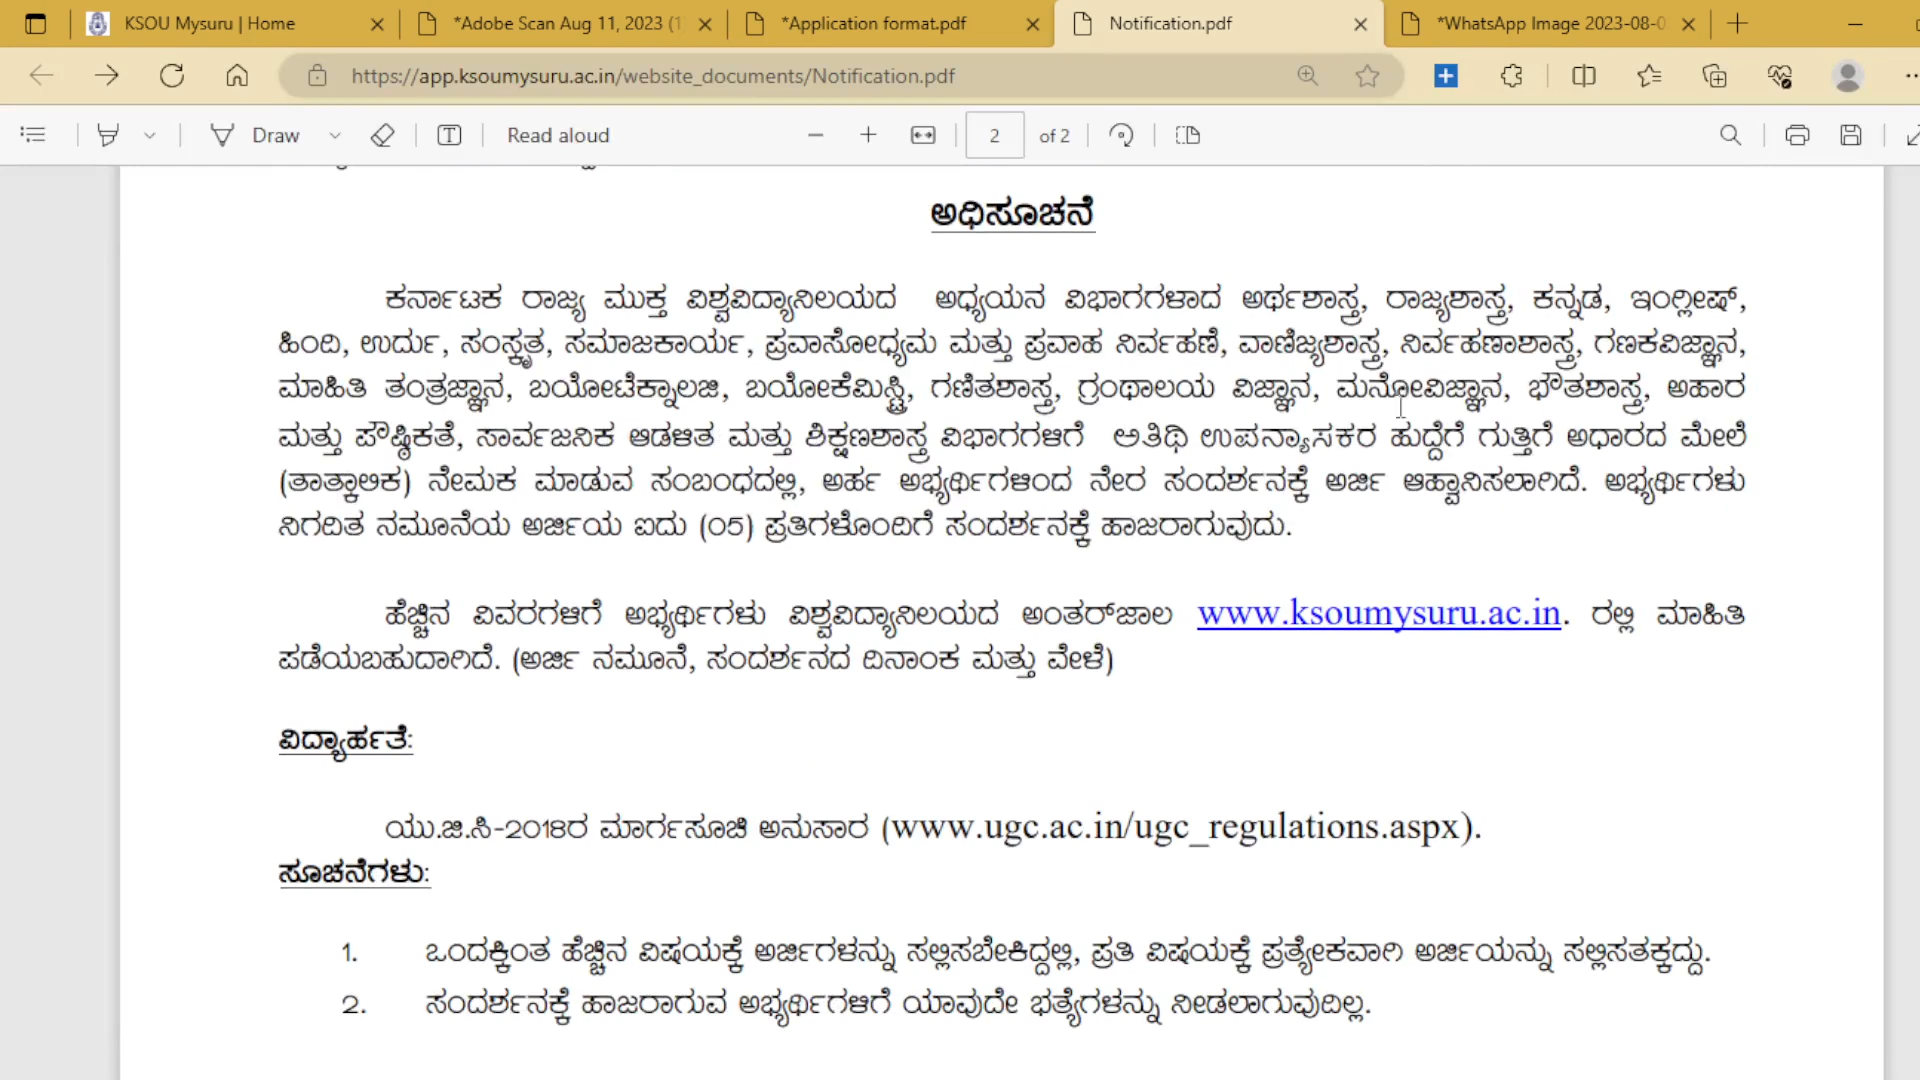 KSOU Mysuru | Home
*Adobe Scan Aug 11, 2023 (1
*Application format.pdf
Notification.pdf
*WhatsApp Image 2023-08-0
https://app.ksoumysuru.ac.in/website_documents/Notification.pdf
Draw
Read aloud
2 of 2
ಅಧಿಸೂಚನೆ
ಕರ್ನಾಟಕ ರಾಜ್ಯ ಮುಕ್ತ ವಿಶ್ವವಿದ್ಯಾನಿಲಯದ ಅಧ್ಯಯನ ವಿಭಾಗಗಳಾದ ಅರ್ಥಶಾಸ್ತ್ರ, ರಾಜ್ಯಶಾಸ್ತ್ರ, ಕನ್ನಡ, ಇಂಗ್ಲೀಷ್,
ಹಿಂದಿ, ಉರ್ದು, ಸಂಸ್ಕೃತ, ಸಮಾಜಕಾರ್ಯ, ಪ್ರವಾಸೋಧ್ಯಮ ಮತ್ತು ಪ್ರವಾಹ ನಿರ್ವಹಣೆ, ವಾಣಿಜ್ಯಶಾಸ್ತ್ರ, ನಿರ್ವಹಣಾಶಾಸ್ತ್ರ, ಗಣಕವಿಜ್ಞಾನ,
ಮಾಹಿತಿ ತಂತ್ರಜ್ಞಾನ, ಬಯೋಟೆಕ್ನಾಲಜಿ, ಬಯೋಕೆಮಿಸ್ಟ್ರಿ, ಗಣಿತಶಾಸ್ತ್ರ, ಗ್ರಂಥಾಲಯ ವಿಜ್ಞಾನ, ಮನೋವಿಜ್ಞಾನ, ಭೌತಶಾಸ್ತ್ರ, ಅಹಾರ
ಮತ್ತು ಪೌಷ್ಠಿಕತೆ, ಸಾರ್ವಜನಿಕ ಆಡಳಿತ ಮತ್ತು ಶಿಕ್ಷಣಶಾಸ್ತ್ರ ವಿಭಾಗಗಳಿಗೆ ಅತಿಥಿ ಉಪನ್ಯಾಸಕರ ಹುದ್ದೆಗೆ ಗುತ್ತಿಗೆ ಅಧಾರದ ಮೇಲೆ
(ತಾತ್ಕಾಲಿಕ) ನೇಮಕ ಮಾಡುವ ಸಂಬಂಧದಲ್ಲಿ, ಅರ್ಹ ಅಭ್ಯರ್ಥಿಗಳಿಂದ ನೇರ ಸಂದರ್ಶನಕ್ಕೆ ಅರ್ಜಿ ಆಹ್ವಾನಿಸಲಾಗಿದೆ. ಅಭ್ಯರ್ಥಿಗಳು
ನಿಗದಿತ ನಮೂನೆಯ ಅರ್ಜಿಯ ಐದು (05) ಪ್ರತಿಗಳೊಂದಿಗೆ ಸಂದರ್ಶನಕ್ಕೆ ಹಾಜರಾಗುವುದು.
ಹೆಚ್ಚಿನ ವಿವರಗಳಿಗೆ ಅಭ್ಯರ್ಥಿಗಳು ವಿಶ್ವವಿದ್ಯಾನಿಲಯದ ಅಂತರ್‌ಜಾಲ www.ksoumysuru.ac.in. ರಲ್ಲಿ ಮಾಹಿತಿ
ಪಡೆಯಬಹುದಾಗಿದೆ. (ಅರ್ಜಿ ನಮೂನೆ, ಸಂದರ್ಶನದ ದಿನಾಂಕ ಮತ್ತು ವೇಳೆ)
ವಿದ್ಯಾರ್ಹತೆ:
ಯು.ಜಿ.ಸಿ-2018ರ ಮಾರ್ಗಸೂಚಿ ಅನುಸಾರ (www.ugc.ac.in/ugc_regulations.aspx).
ಸೂಚನೆಗಳು:
1. ಒಂದಕ್ಕಿಂತ ಹೆಚ್ಚಿನ ವಿಷಯಕ್ಕೆ ಅರ್ಜಿಗಳನ್ನು ಸಲ್ಲಿಸಬೇಕಿದ್ದಲ್ಲಿ, ಪ್ರತಿ ವಿಷಯಕ್ಕೆ ಪ್ರತ್ಯೇಕವಾಗಿ ಅರ್ಜಿಯನ್ನು ಸಲ್ಲಿಸತಕ್ಕದ್ದು.
2. ಸಂದರ್ಶನಕ್ಕೆ ಹಾಜರಾಗುವ ಅಭ್ಯರ್ಥಿಗಳಿಗೆ ಯಾವುದೇ ಭತ್ಯೆಗಳನ್ನು ನೀಡಲಾಗುವುದಿಲ್ಲ.